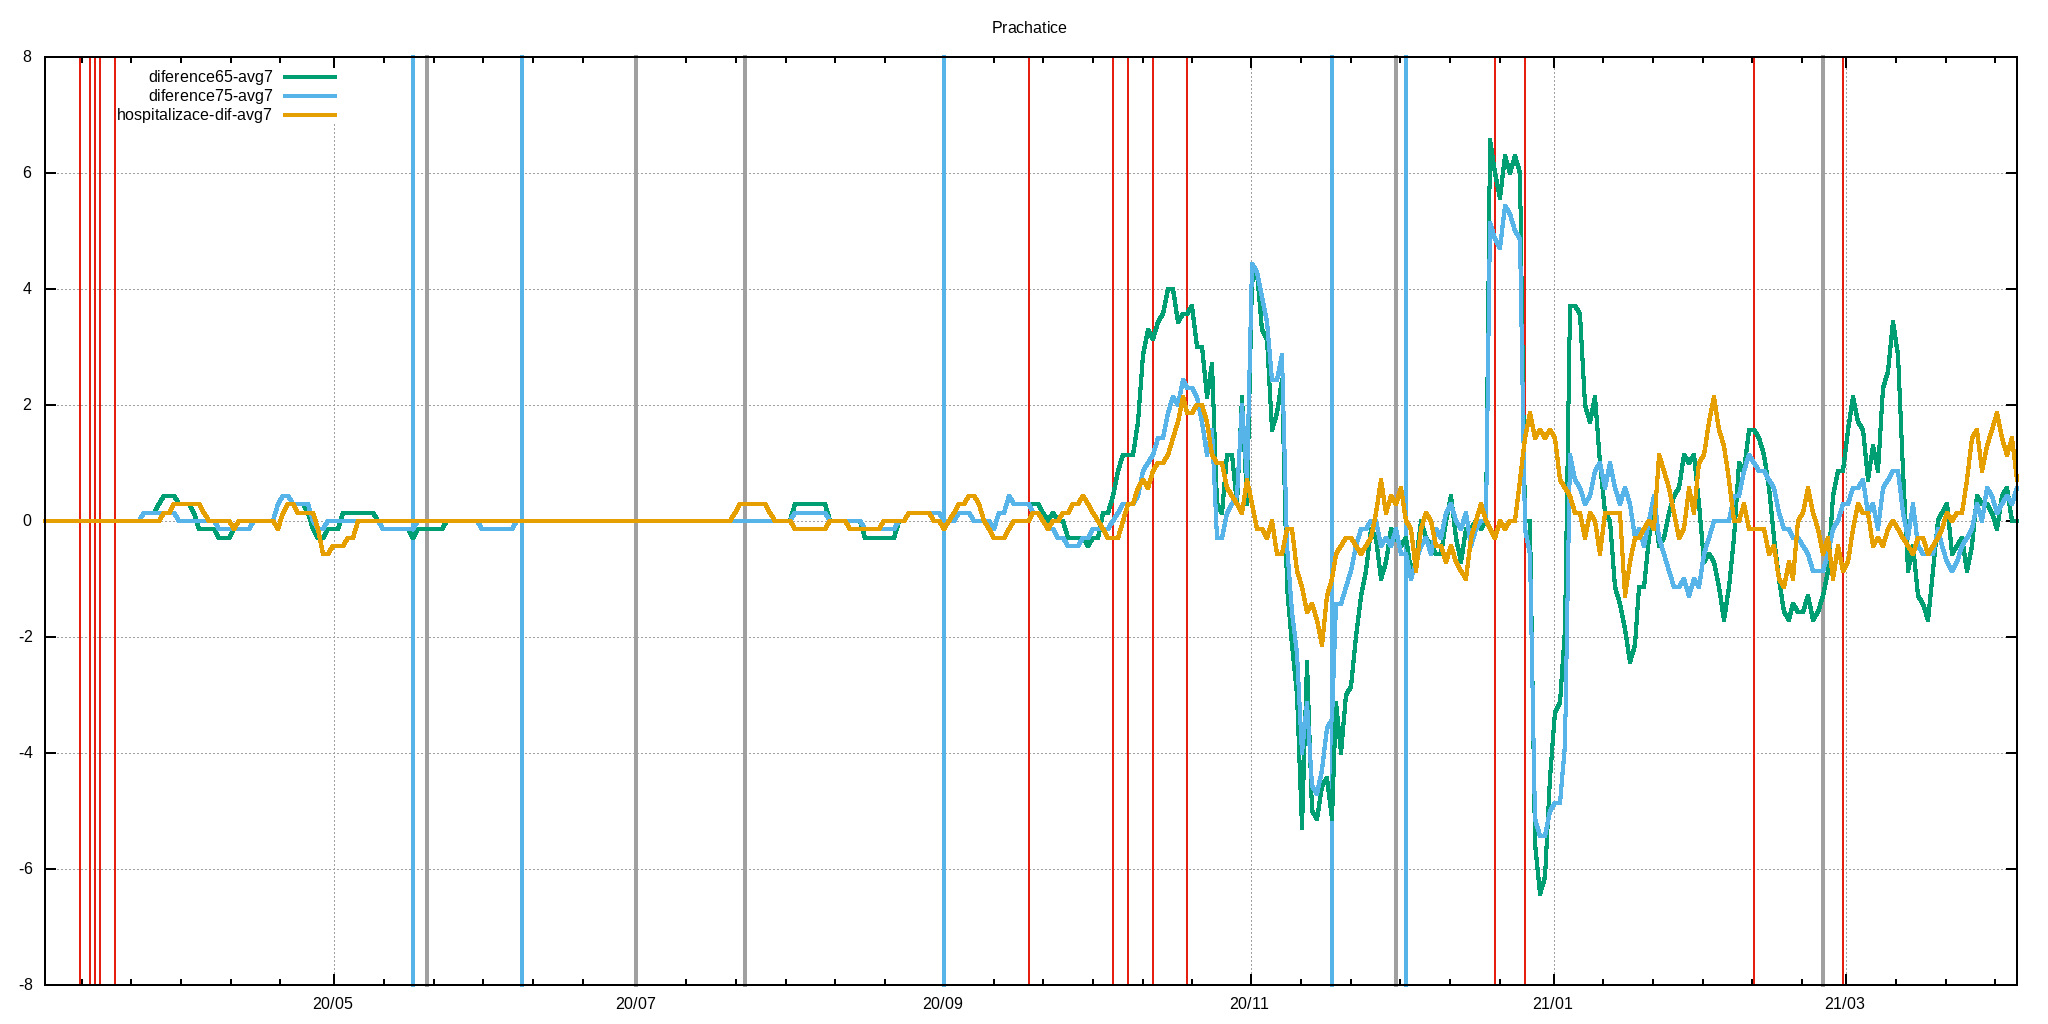 Prachatice
diference65-avg7
diference75-avg7
hospitalizace-dif-avg7
8
6
4
2
0
-2
-4
-6
-8
20/05 20/07 20/09 20/11 21/01 21/03